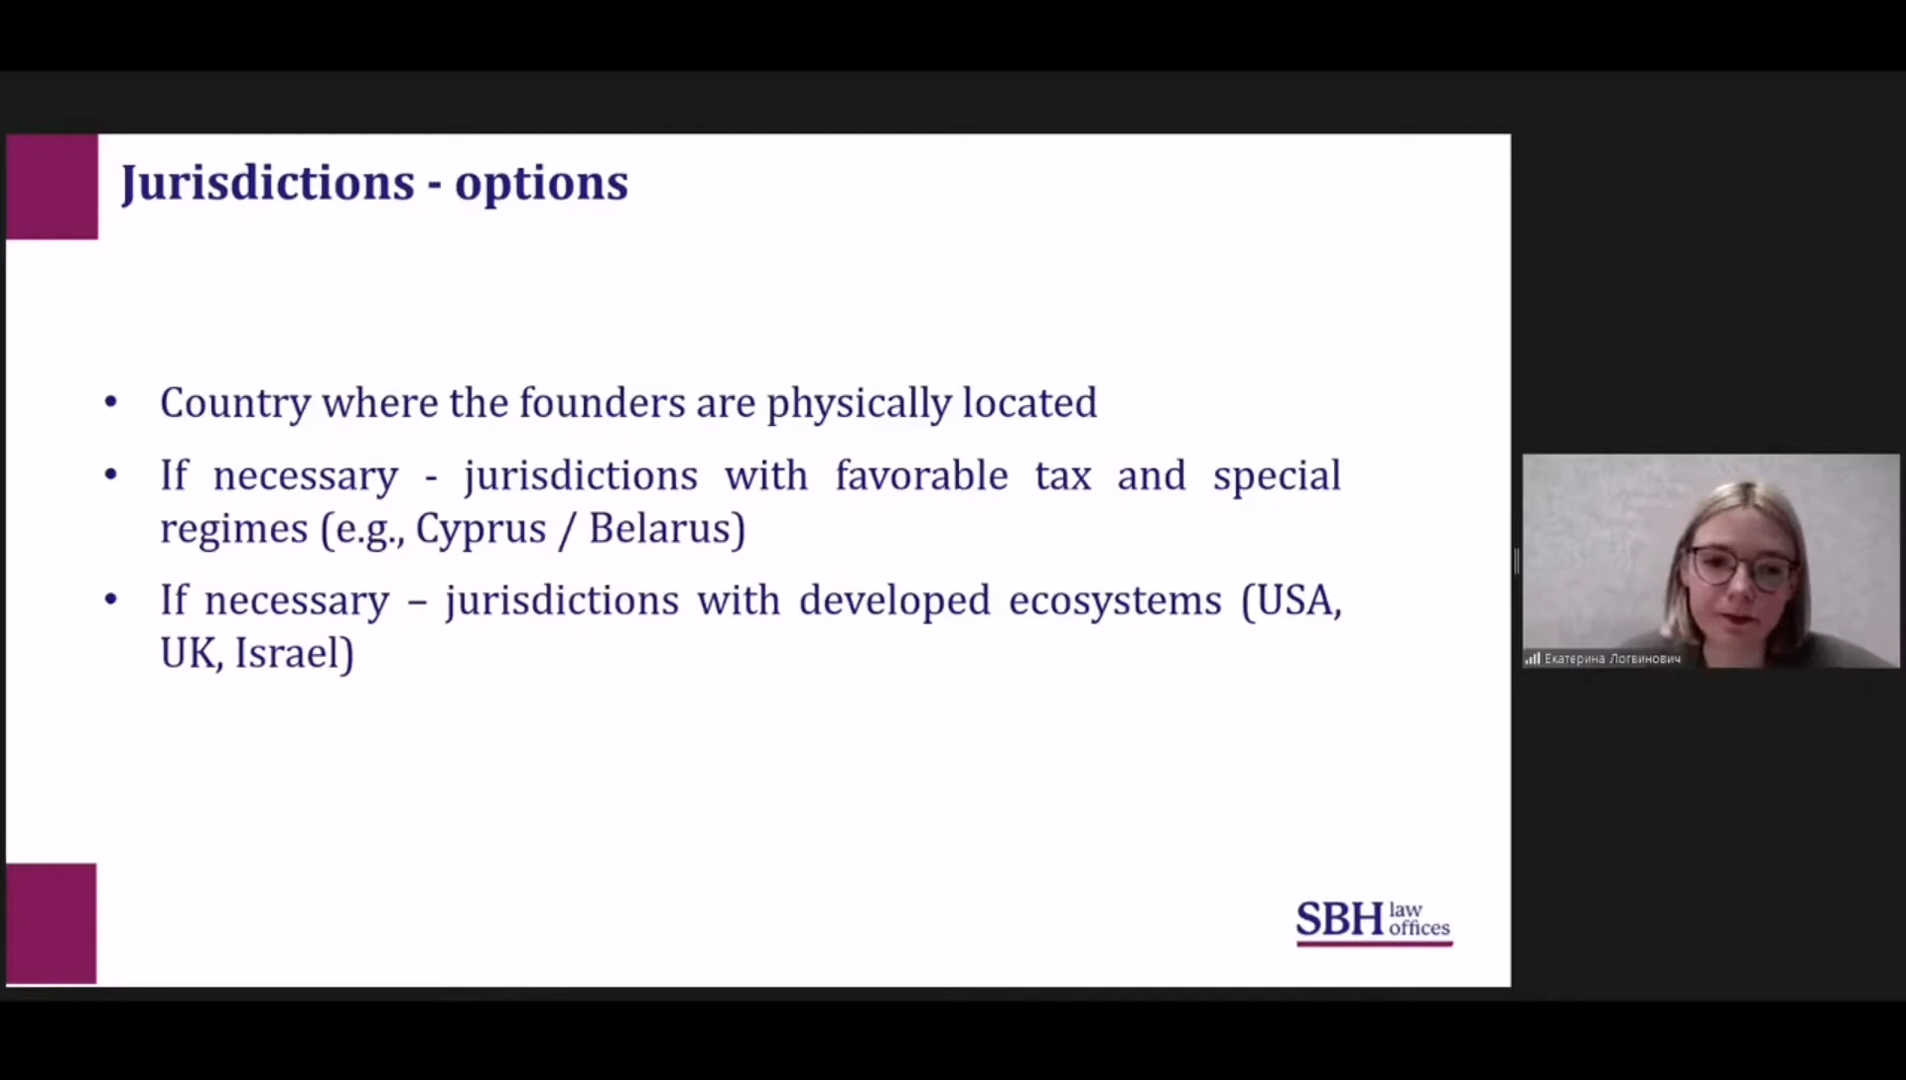 Jurisdictions - options
• Country where the founders are physically located
• If necessary - jurisdictions with favorable tax and special
regimes (e.g., Cyprus / Belarus)
• If necessary – jurisdictions with developed ecosystems (USA,
UK, Israel)
Екатерина Логвинович
SBH law
offices